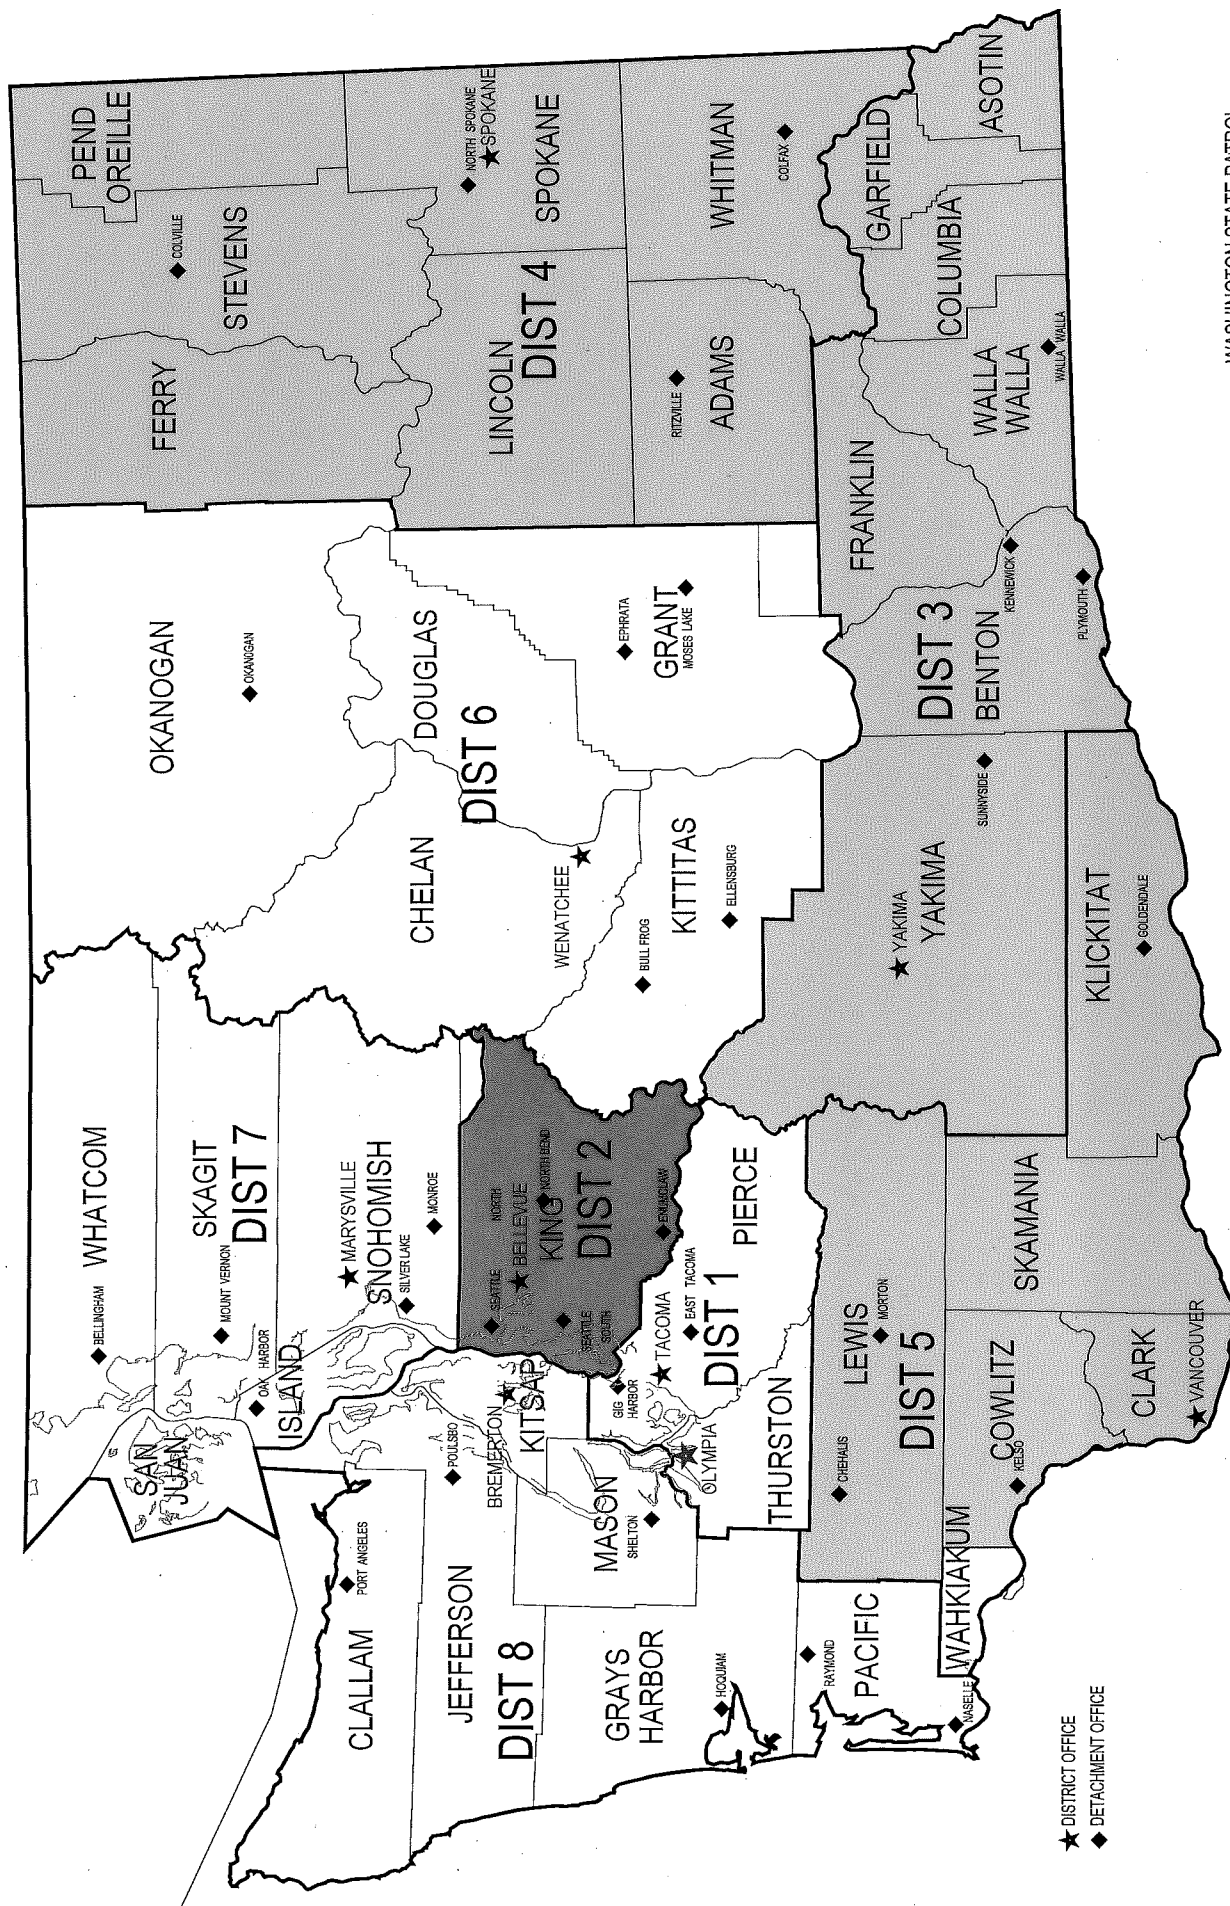 WHATCOM
BELLINGHAM
SAN
JUAN
SKAGIT
MOUNT VERNON
DIST 7
OAK HARBOR
ISLAND
MARYSVILLE
SNOHOMISH
SILVER LAKE
MONROE
OKANOGAN
OKANOGAN
FERRY
STEVENS
COLVILLE
PEND
OREILLE
CLALLAM
PORT ANGELES
JEFFERSON
DIST 8
POULSBO
BREMERTON
KITSAP
SEATTLE NORTH
BELLEVUE
KING
NORTH BEND
DIST 2
SEATTLE
SOUTH
ENUMCLAW
CHELAN
DOUGLAS
DIST 6
WENATCHEE
LINCOLN
DIST 4
NORTH SPOKANE
SPOKANE
SPOKANE
GRAYS
HARBOR
HOQUIAM
MASON
SHELTON
GIG
HARBOR
TACOMA
EAST TACOMA
DIST 1
PIERCE
OLYMPIA
THURSTON
BULL FROG
KITTITAS
ELLENSBURG
EPHRATA
GRANT
MOSES LAKE
RITZVILLE
ADAMS
WHITMAN
COLFAX
RAYMOND
PACIFIC
NASELLE
WAHKIAKUM
CHEHALIS
LEWIS
MORTON
DIST 5
COWLITZ
KELSO
SKAMANIA
CLARK
VANCOUVER
YAKIMA
YAKIMA
SUNNYSIDE
KLICKITAT
GOLDENDALE
FRANKLIN
DIST 3
BENTON
KENNEWICK
PLYMOUTH
WALLA
WALLA
WALLA WALLA
COLUMBIA
GARFIELD
ASOTIN
DISTRICT OFFICE
DETACHMENT OFFICE
WASHINGTON STATE PATROL